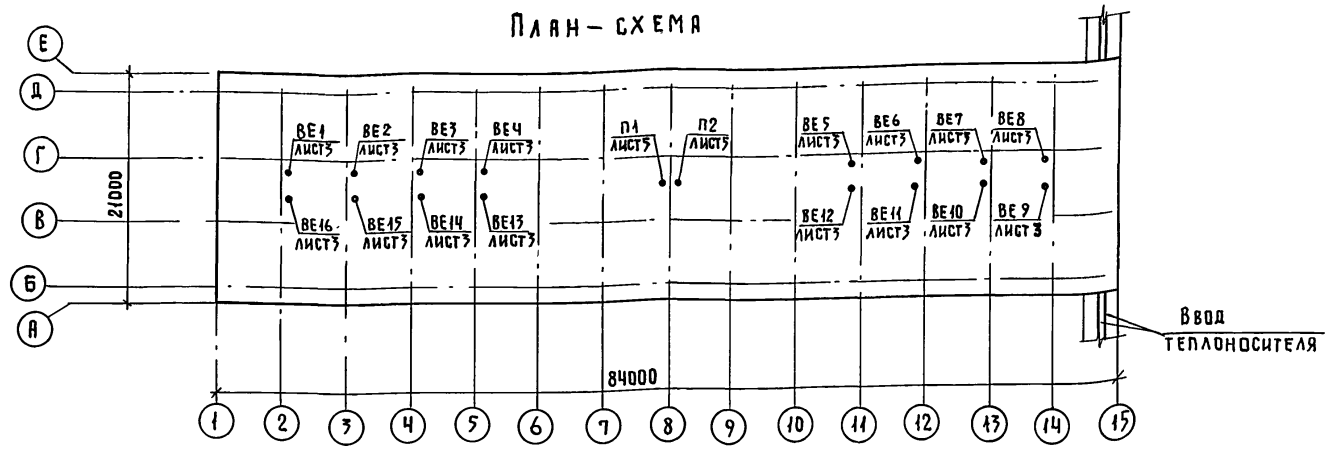 План-схема
Е
Д
Г
В
Б
А
21000
ВЕ1
лист3
ВЕ2
лист3
ВЕ3
лист3
ВЕ4
лист3
П1
лист5
П2
лист5
ВЕ5
лист3
ВЕ6
лист3
ВЕ7
лист3
ВЕ8
лист3
ВЕ16
лист3
ВЕ15
лист3
ВЕ14
лист3
ВЕ13
лист3
ВЕ12
лист3
ВЕ11
лист3
ВЕ10
лист3
ВЕ9
лист3
Ввод
теплоносителя
84000
1 2 3 4 5 6 7 8 9 10 11 12 13 14 15